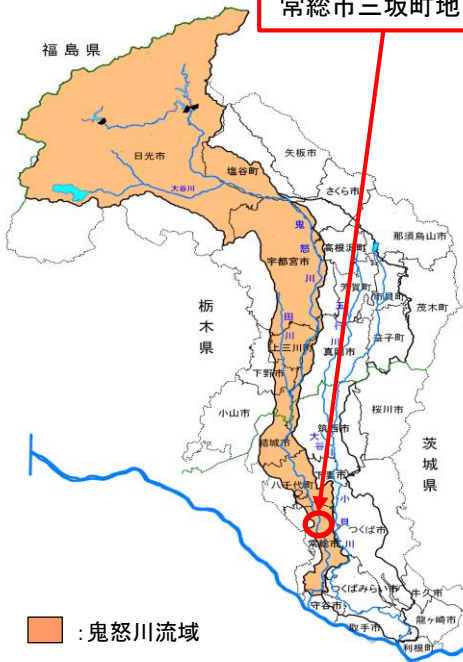 常総市三坂町地
福島県
矢板市
日光市
塩谷町
さくら市
大谷川
鬼怒川
高根沢町
那須烏山市
宇都宮市
芳賀町
市貝町
茂木町
栃木県
田川
五行川
益子町
上三川町
真岡市
下野市
小山市
桜川市
筑西市
大谷川
茨城県
結城市
下妻市
八千代町
小貝川
つくば市
常総市
つくばみらい市
牛久市
守谷市
龍ヶ崎市
取手市
利根町
:鬼怒川流域